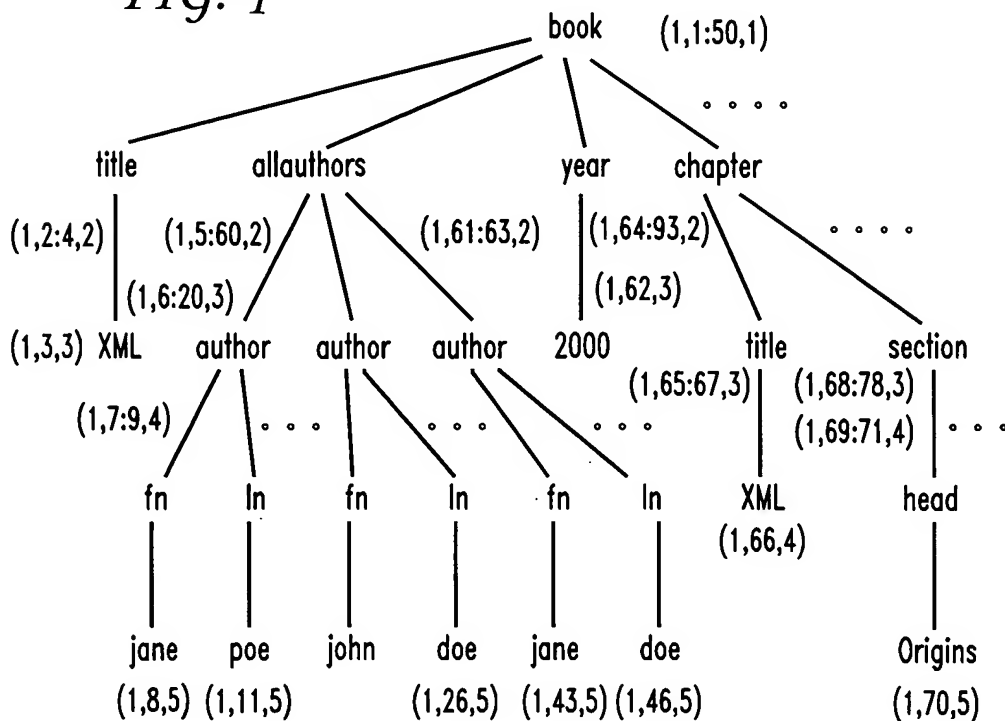 Fig. 1
book (1,1:50,1)
title allauthors year chapter
(1,2:4,2) (1,5:60,2) (1,61:63,2) (1,64:93,2)
(1,6:20,3) (1,62,3)
(1,3,3) XML author author author 2000 title section
(1,65:67,3) (1,68:78,3)
(1,7:9,4) (1,69:71,4)
fn ln fn ln fn ln XML head
(1,66,4)
jane poe john doe jane doe Origins
(1,8,5) (1,11,5) (1,26,5) (1,43,5) (1,46,5) (1,70,5)